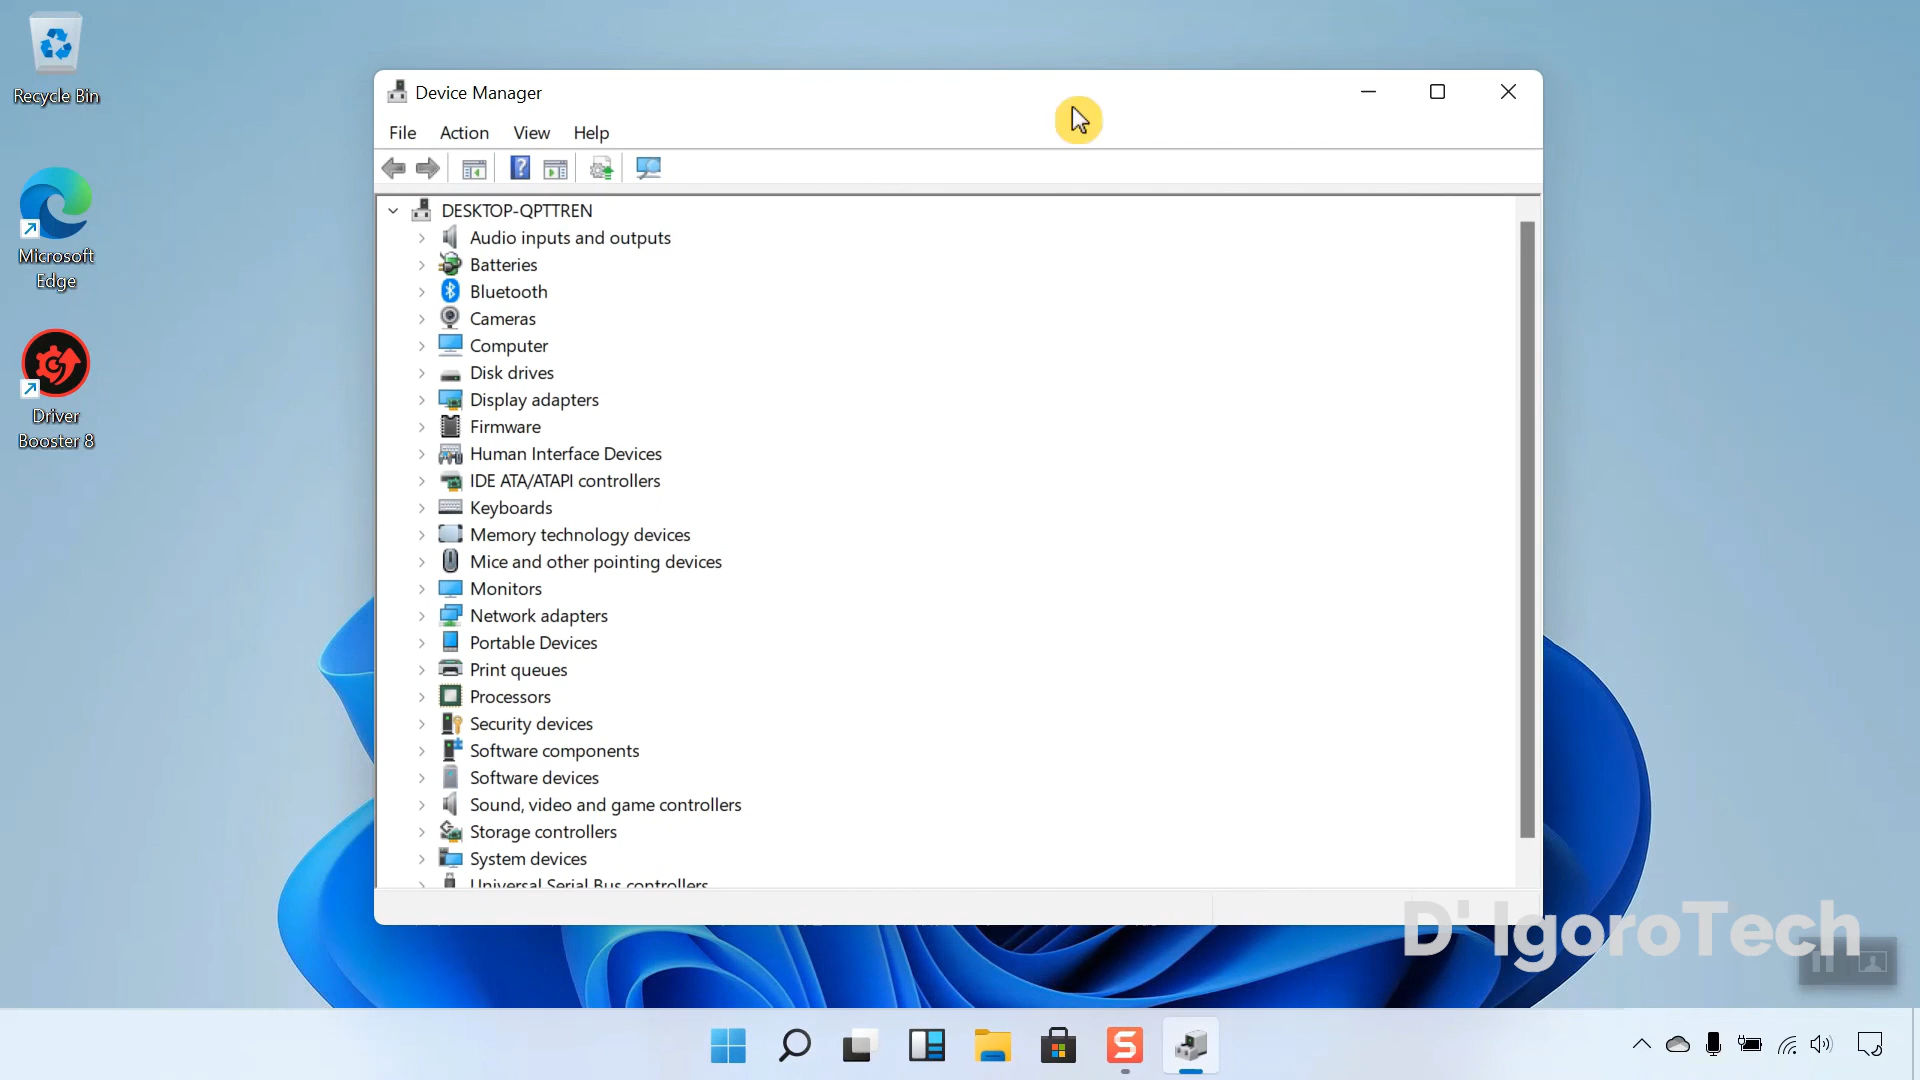 Recycle Bin
Microsoft
Edge
Driver
Booster 8
Device Manager
File Action View Help
DESKTOP-QPTTREN
Audio inputs and outputs
Batteries
Bluetooth
Cameras
Computer
Disk drives
Display adapters
Firmware
Human Interface Devices
IDE ATA/ATAPI controllers
Keyboards
Memory technology devices
Mice and other pointing devices
Monitors
Network adapters
Portable Devices
Print queues
Processors
Security devices
Software components
Software devices
Sound, video and game controllers
Storage controllers
System devices
Universal Serial Bus controllers
D' IgoroTech